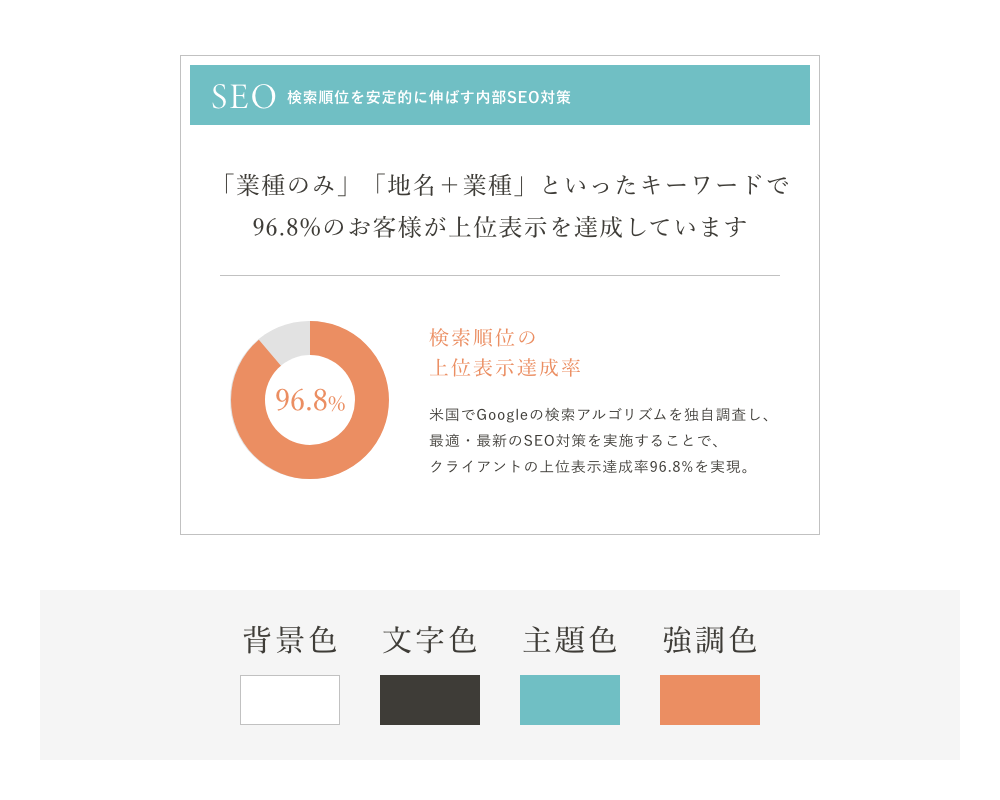 SEO 検索順位を安定的に伸ばす内部SEO対策
「業種のみ」「地名＋業種」といったキーワードで
96.8%のお客様が上位表示を達成しています
96.8%
検索順位の
上位表示達成率
米国でGoogleの検索アルゴリズムを独自調査し、
最適・最新のSEO対策を実施することで、
クライアントの上位表示達成率96.8%を実現。
背景色 文字色 主題色 強調色